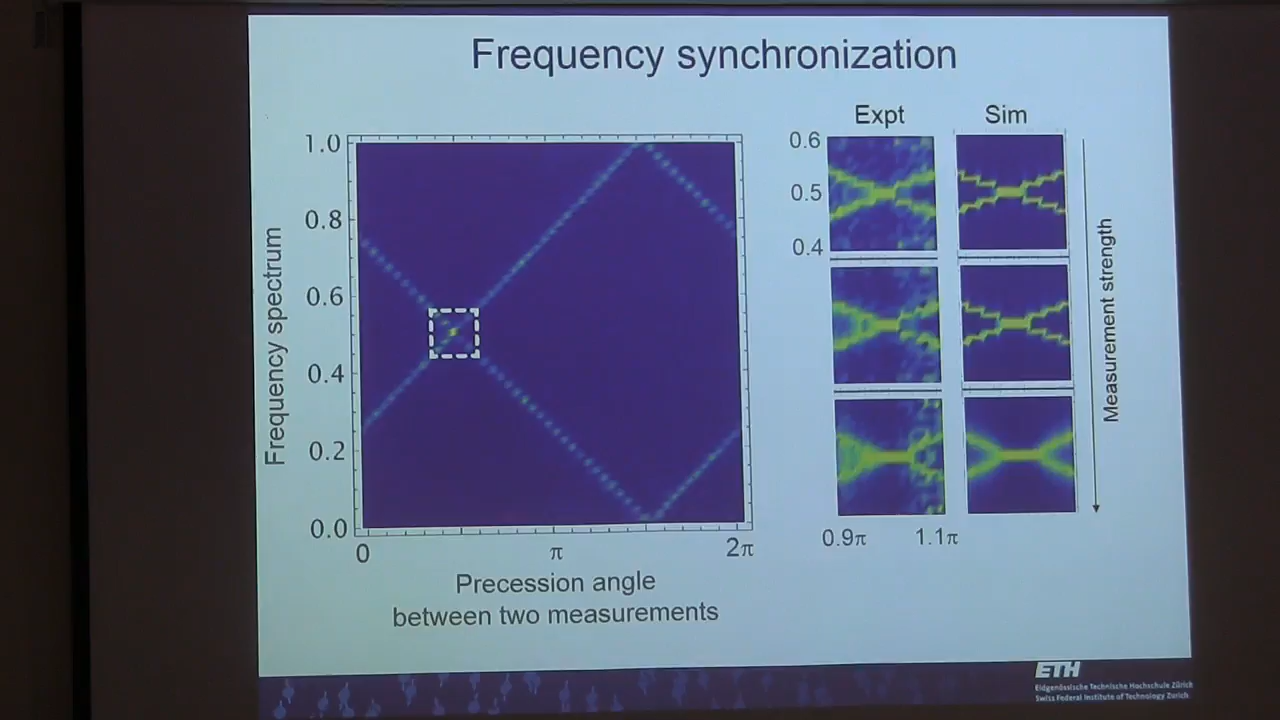 Frequency synchronization
Frequency spectrum
1.0
0.8
0.6
0.4
0.2
0.0
0
π
2π
Precession angle
between two measurements
Expt
Sim
0.6
0.5
0.4
0.9π
1.1π
Measurement strength
ETH
Eidgenössische Technische Hochschule Zürich
Swiss Federal Institute of Technology Zurich